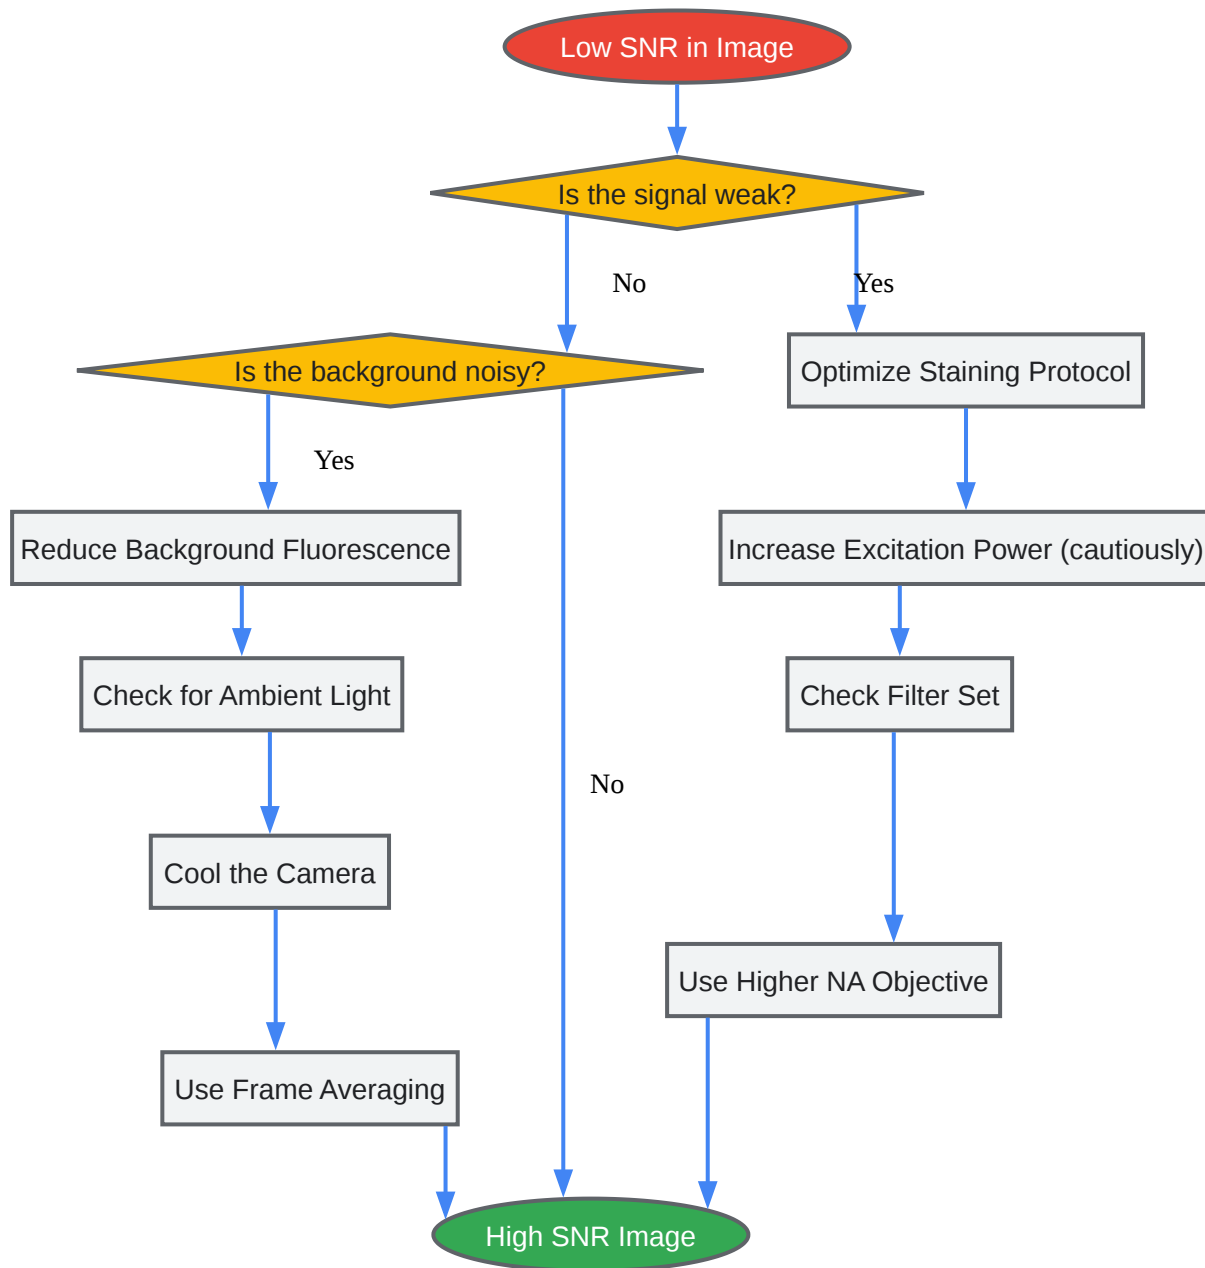 Low SNR in Image
Is the signal weak?
No
Yes
Is the background noisy?
Optimize Staining Protocol
Yes
Reduce Background Fluorescence
Increase Excitation Power (cautiously)
Check for Ambient Light
Check Filter Set
No
Cool the Camera
Use Higher NA Objective
Use Frame Averaging
High SNR Image